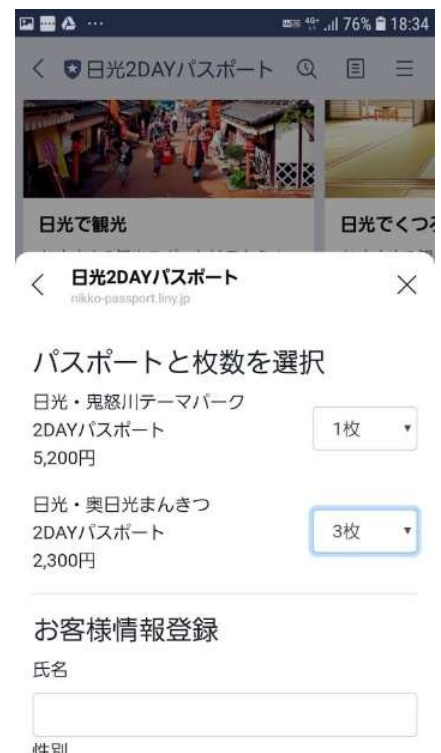 76% 18:34
日光2DAYパスポート
日光で観光
日光でくつろ
日光2DAYパスポート
nikko-passport.liny.jp
パスポートと枚数を選択
日光・鬼怒川テーマパーク
2DAYパスポート
5,200円
1枚
日光・奥日光まんきつ
2DAYパスポート
2,300円
3枚
お客様情報登録
氏名
性別